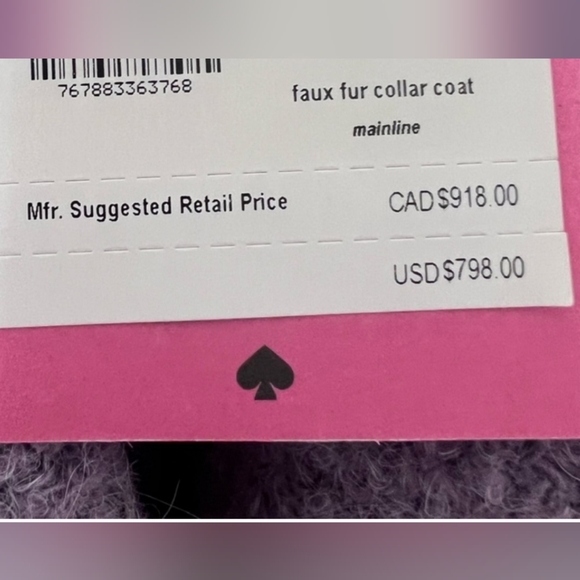 767883363768
faux fur collar coat
mainline
Mfr. Suggested Retail Price CAD$918.00
USD$798.00